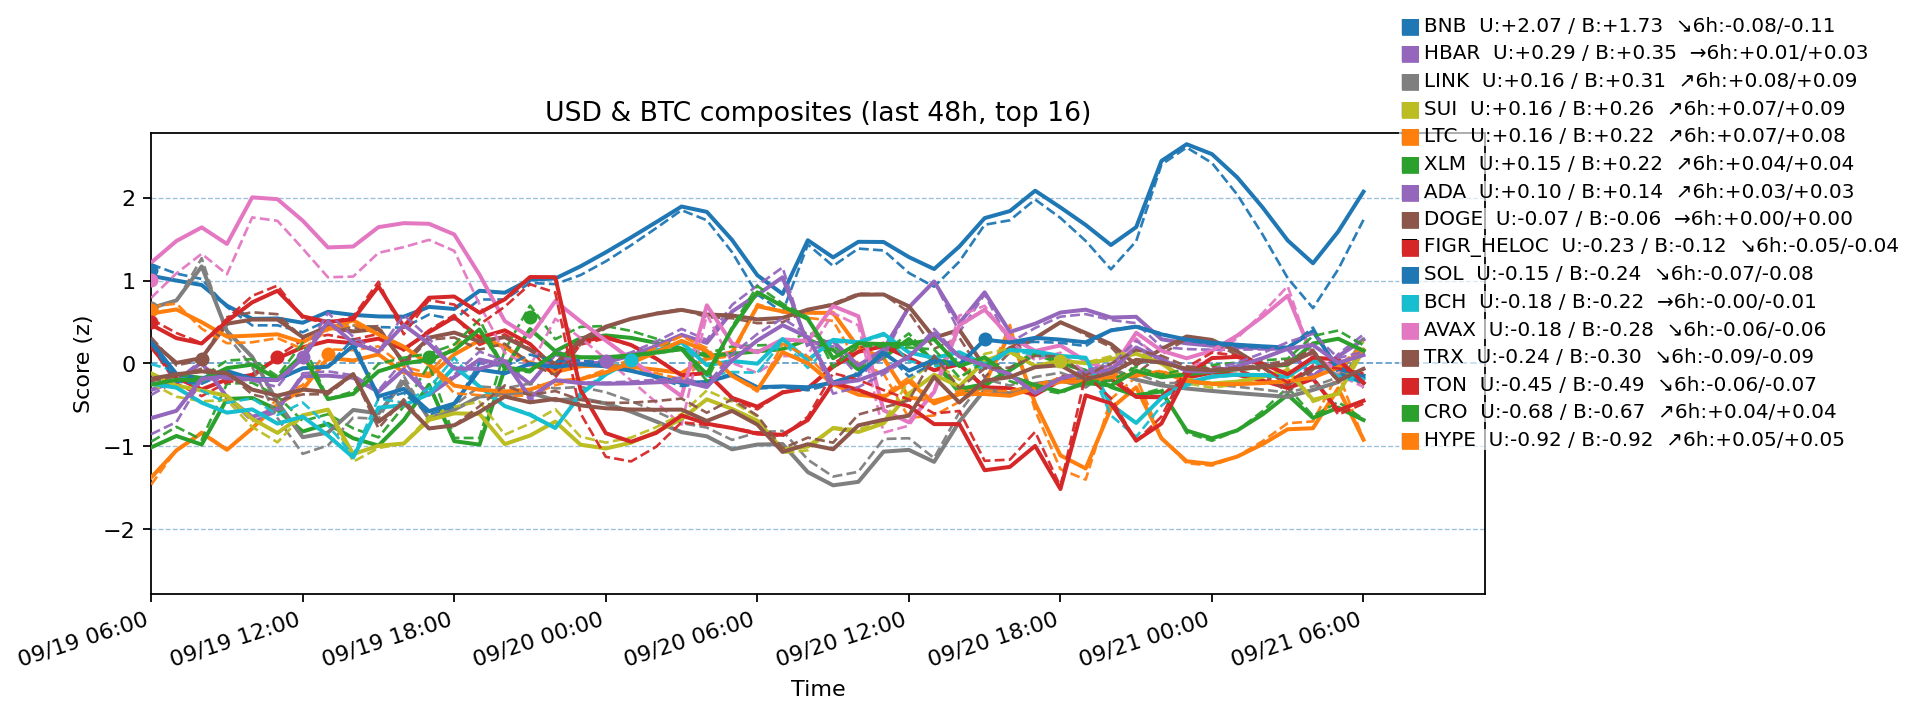 BNB U:+2.07 / B:+1.73 ↘6h:-0.08/-0.11
HBAR U:+0.29 / B:+0.35 →6h:+0.01/+0.03
LINK U:+0.16 / B:+0.31 ↗6h:+0.08/+0.09
SUI U:+0.16 / B:+0.26 ↗6h:+0.07/+0.09
LTC U:+0.16 / B:+0.22 ↗6h:+0.07/+0.08
XLM U:+0.15 / B:+0.22 ↗6h:+0.04/+0.04
ADA U:+0.10 / B:+0.14 ↗6h:+0.03/+0.03
DOGE U:-0.07 / B:-0.06 →6h:+0.00/+0.00
FIGR_HELOC U:-0.23 / B:-0.12 ↘6h:-0.05/-0.04
SOL U:-0.15 / B:-0.24 ↘6h:-0.07/-0.08
BCH U:-0.18 / B:-0.22 →6h:-0.00/-0.01
AVAX U:-0.18 / B:-0.28 ↘6h:-0.06/-0.06
TRX U:-0.24 / B:-0.30 ↘6h:-0.09/-0.09
TON U:-0.45 / B:-0.49 ↘6h:-0.06/-0.07
CRO U:-0.68 / B:-0.67 ↗6h:+0.04/+0.04
HYPE U:-0.92 / B:-0.92 ↗6h:+0.05/+0.05
USD & BTC composites (last 48h, top 16)
Score (z)
2
1
0
−1
−2
09/19 06:00
09/19 12:00
09/19 18:00
09/20 00:00
09/20 06:00
09/20 12:00
09/20 18:00
09/21 00:00
09/21 06:00
Time